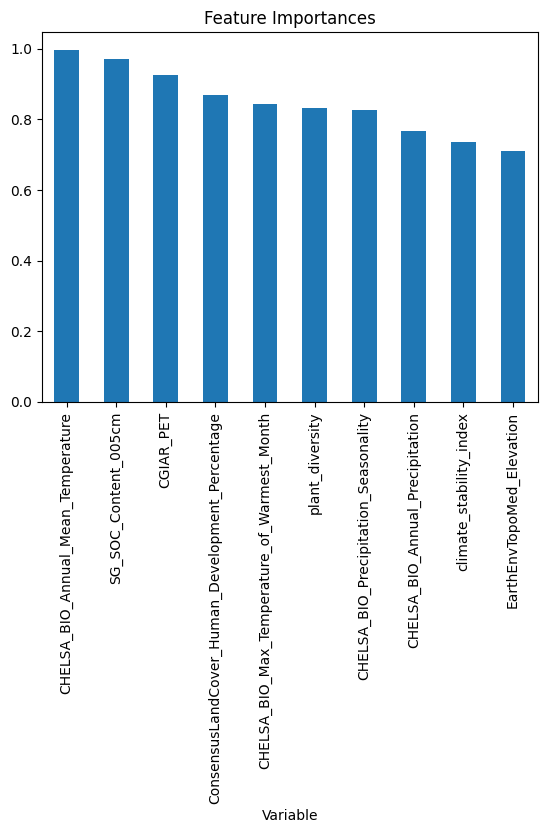 Feature Importances
1.0
0.8
0.6
0.4
0.2
0.0
CHELSA_BIO_Annual_Mean_Temperature
SG_SOC_Content_005cm
CGIAR_PET
ConsensusLandCover_Human_Development_Percentage
CHELSA_BIO_Max_Temperature_of_Warmest_Month
plant_diversity
CHELSA_BIO_Precipitation_Seasonality
CHELSA_BIO_Annual_Precipitation
climate_stability_index
EarthEnvTopoMed_Elevation
Variable